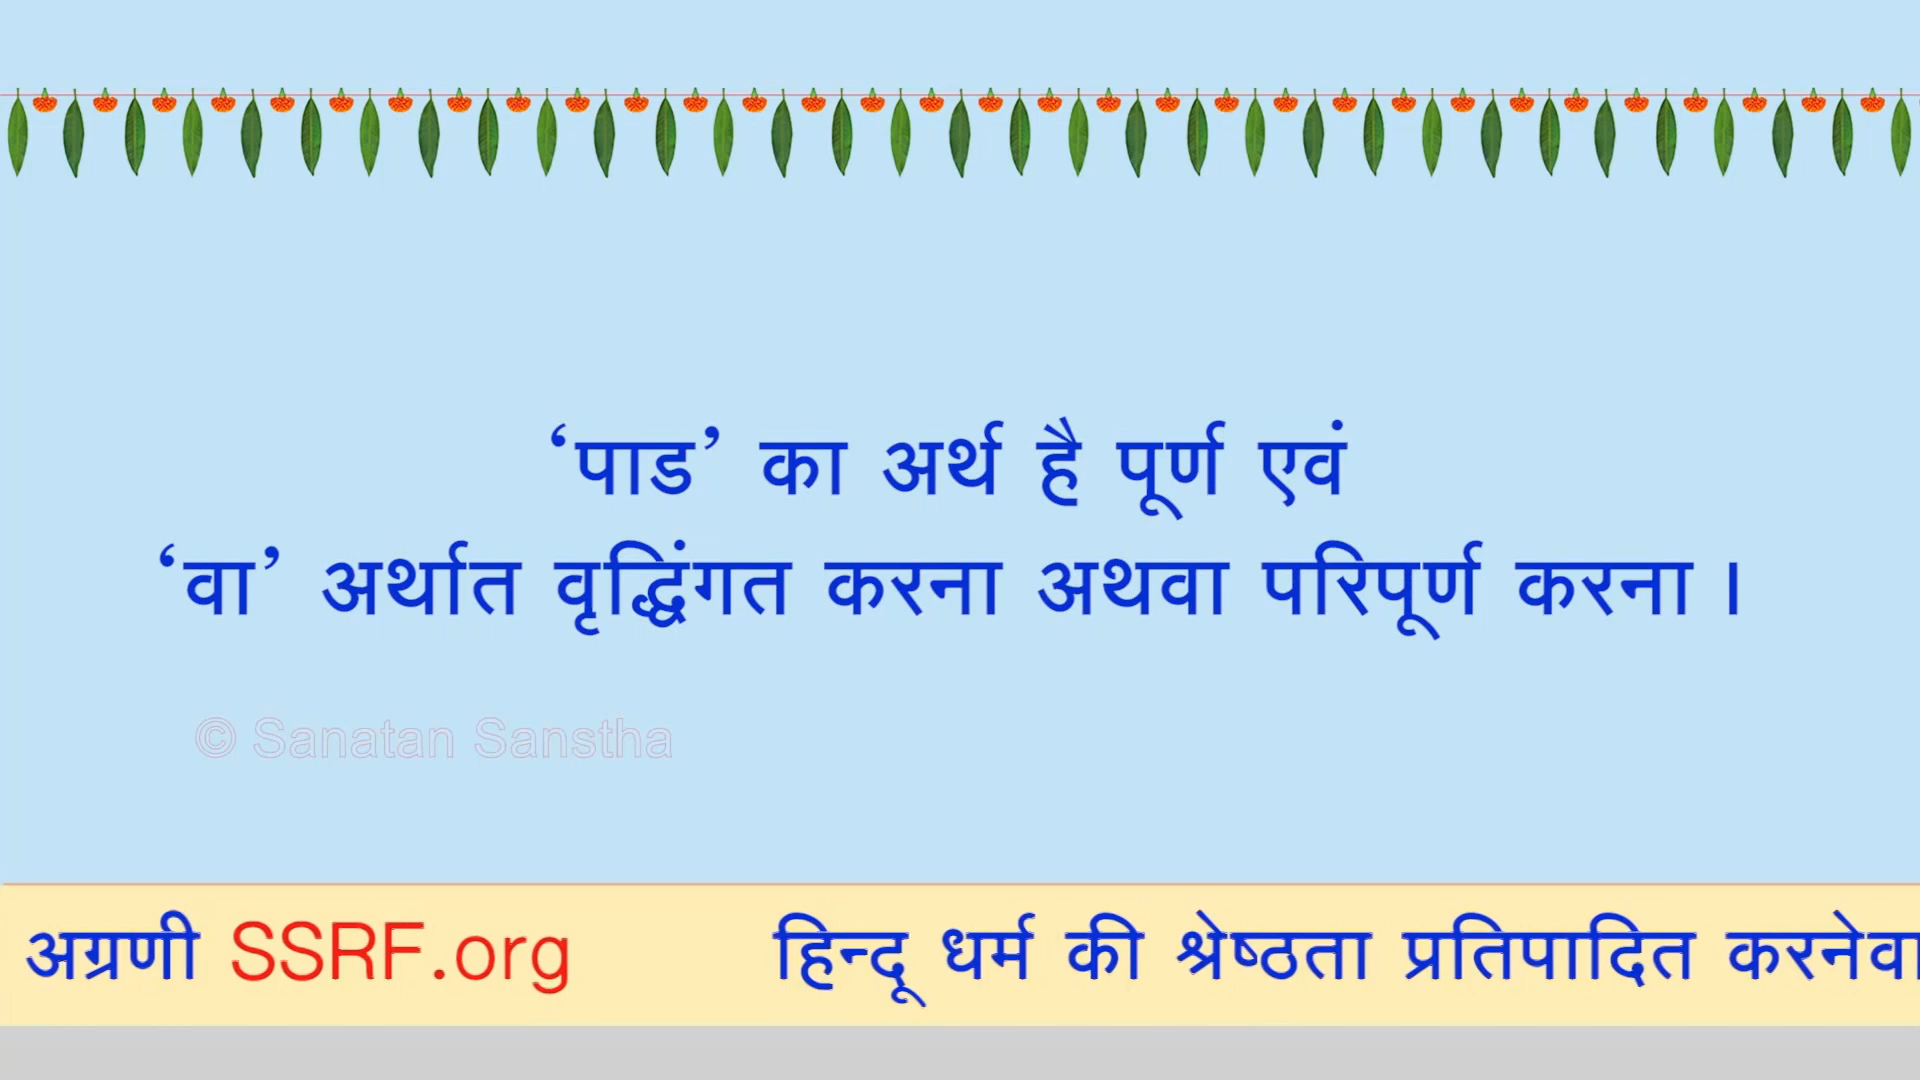 ‘पाड’ का अर्थ है पूर्ण एवं
‘वा’ अर्थात वृद्धिंगत करना अथवा परिपूर्ण करना ।
© Sanatan Sanstha
अग्रणी SSRF.org हिन्दू धर्म की श्रेष्ठता प्रतिपादित करनेवा